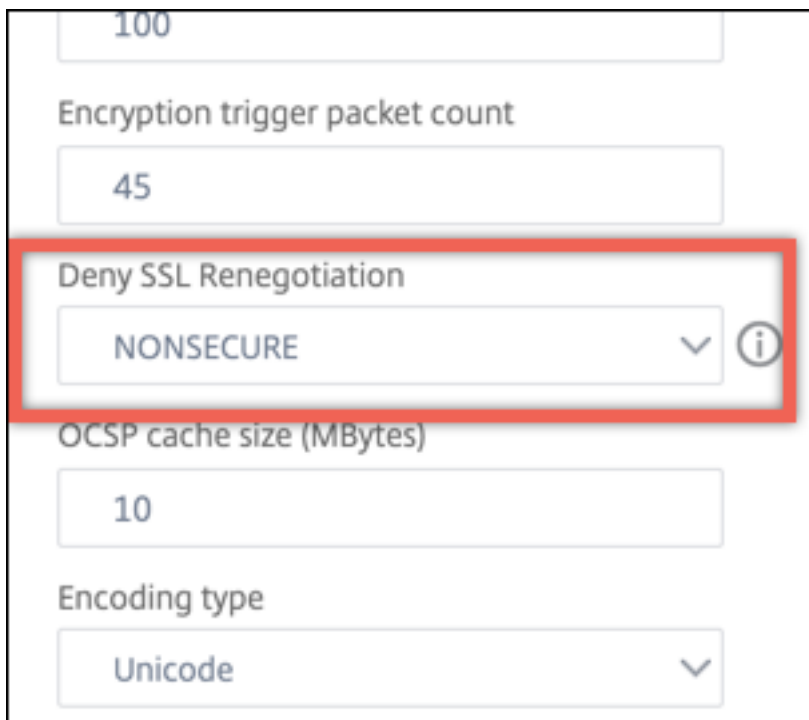 100
Encryption trigger packet count
45
Deny SSL Renegotiation
NONSECURE
OCSP cache size (MBytes)
10
Encoding type
Unicode